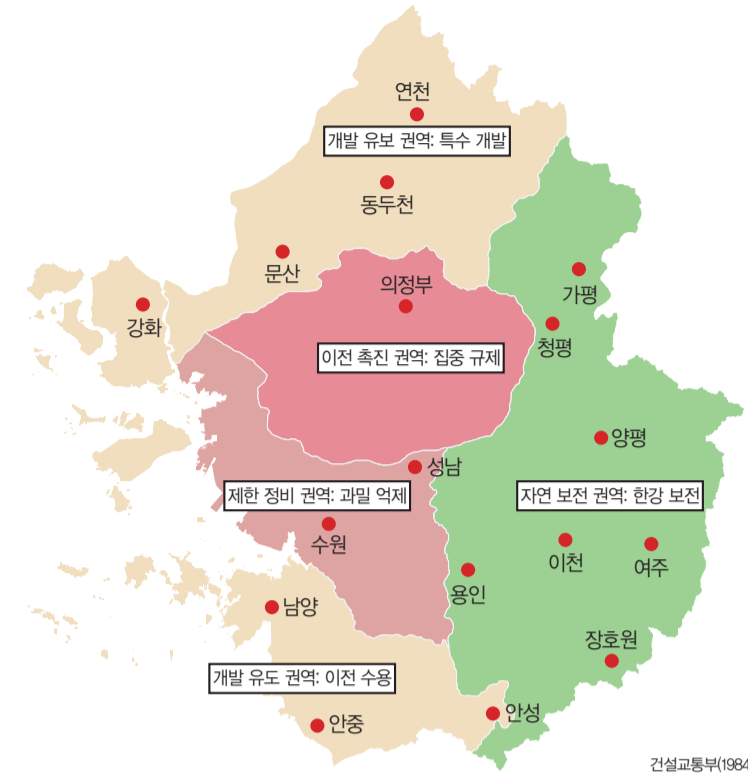 연천
개발 유보 권역: 특수 개발
동두천
문산
의정부
가평
강화
청평
이전 촉진 권역: 집중 규제
양평
성남
제한 정비 권역: 과밀 억제
자연 보전 권역: 한강 보전
수원
이천
여주
용인
남양
장호원
개발 유도 권역: 이전 수용
안성
안중
건설교통부(1984